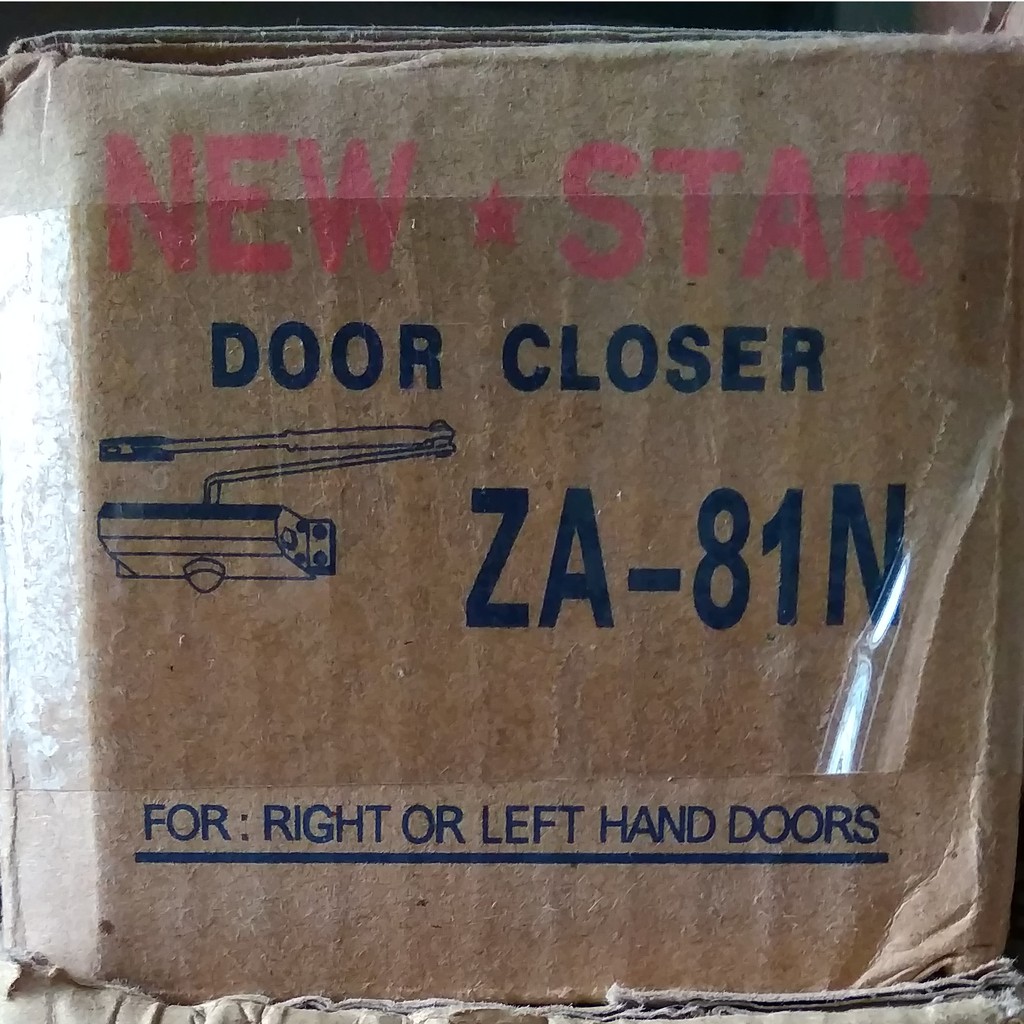 NEW ★ STAR
DOOR CLOSER
ZA-81N
FOR: RIGHT OR LEFT HAND DOORS